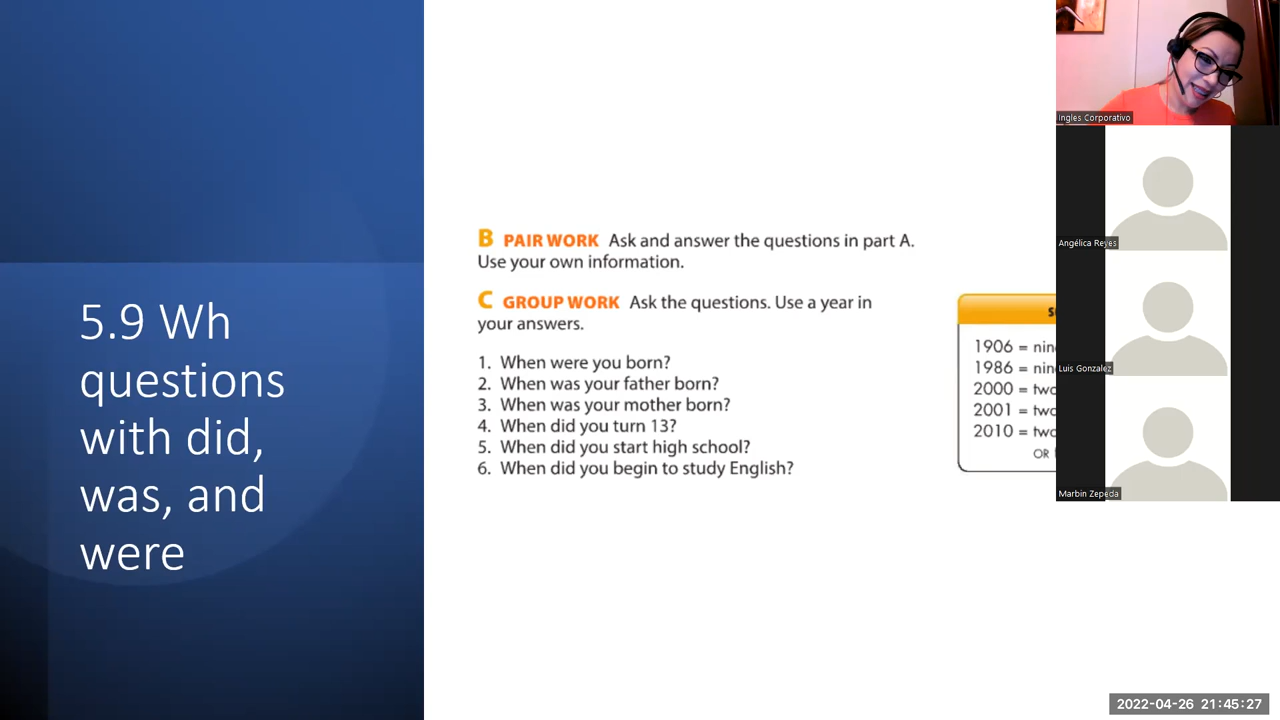 5.9 Wh
questions
with did,
was, and
were
B PAIR WORK Ask and answer the questions in part A.
Use your own information.
C GROUP WORK Ask the questions. Use a year in
your answers.
1. When were you born?
2. When was your father born?
3. When was your mother born?
4. When did you turn 13?
5. When did you start high school?
6. When did you begin to study English?
1906 =
1986 =
2000 =
2001 =
2010 =
OR
Ingles Corporativo
Angélica Reyes
Luis Gonzalez
Marbin Zepeda
2022-04-26 21:45:27